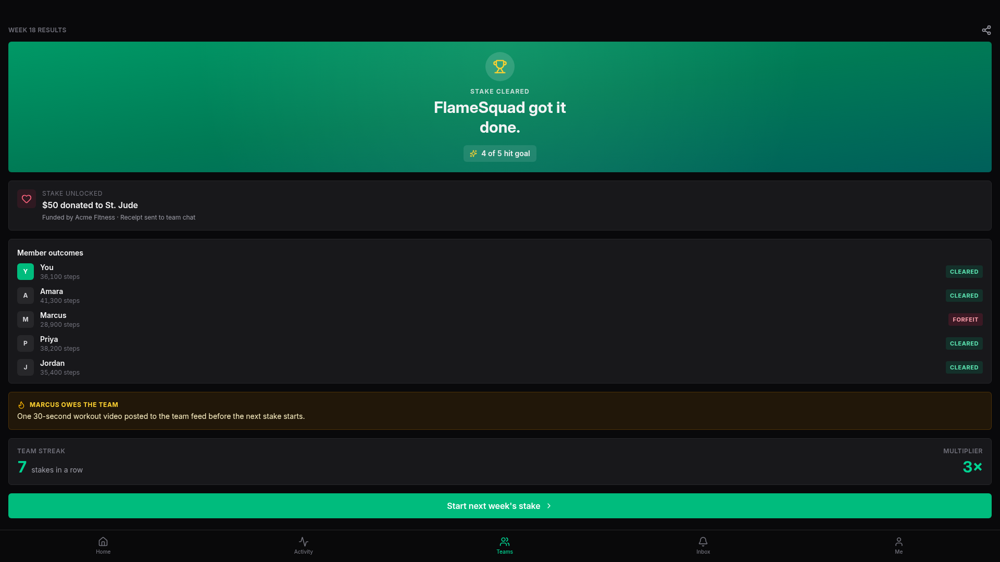 WEEK 18 RESULTS
STAKE CLEARED
FlameSquad got it
done.
4 of 5 hit goal
STAKE UNLOCKED
$50 donated to St. Jude
Funded by Acme Fitness · Receipt sent to team chat
Member outcomes
Y
You
36,100 steps
CLEARED
A
Amara
41,300 steps
CLEARED
M
Marcus
28,900 steps
FORFEIT
P
Priya
38,200 steps
CLEARED
J
Jordan
35,400 steps
CLEARED
MARCUS OWES THE TEAM
One 30-second workout video posted to the team feed before the next stake starts.
TEAM STREAK
7 stakes in a row
MULTIPLIER
3×
Start next week's stake
Home
Activity
Teams
Inbox
Me